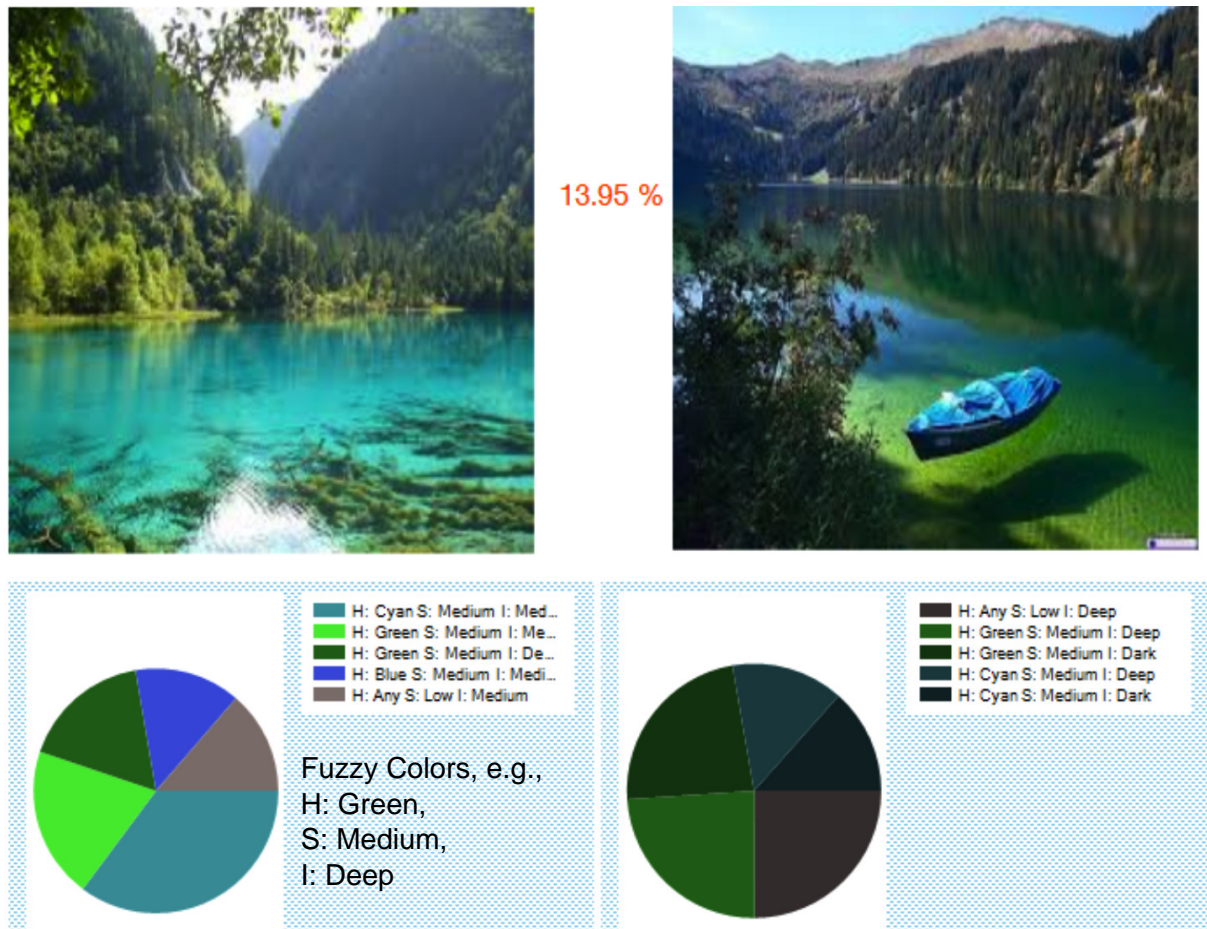 13.95 %
H: Cyan S: Medium I: Med...
H: Green S: Medium I: Me...
H: Green S: Medium I: De...
H: Blue S: Medium I: Medi...
H: Any S: Low I: Medium
Fuzzy Colors, e.g.,
H: Green,
S: Medium,
I: Deep
H: Any S: Low I: Deep
H: Green S: Medium I: Deep
H: Green S: Medium I: Dark
H: Cyan S: Medium I: Deep
H: Cyan S: Medium I: Dark